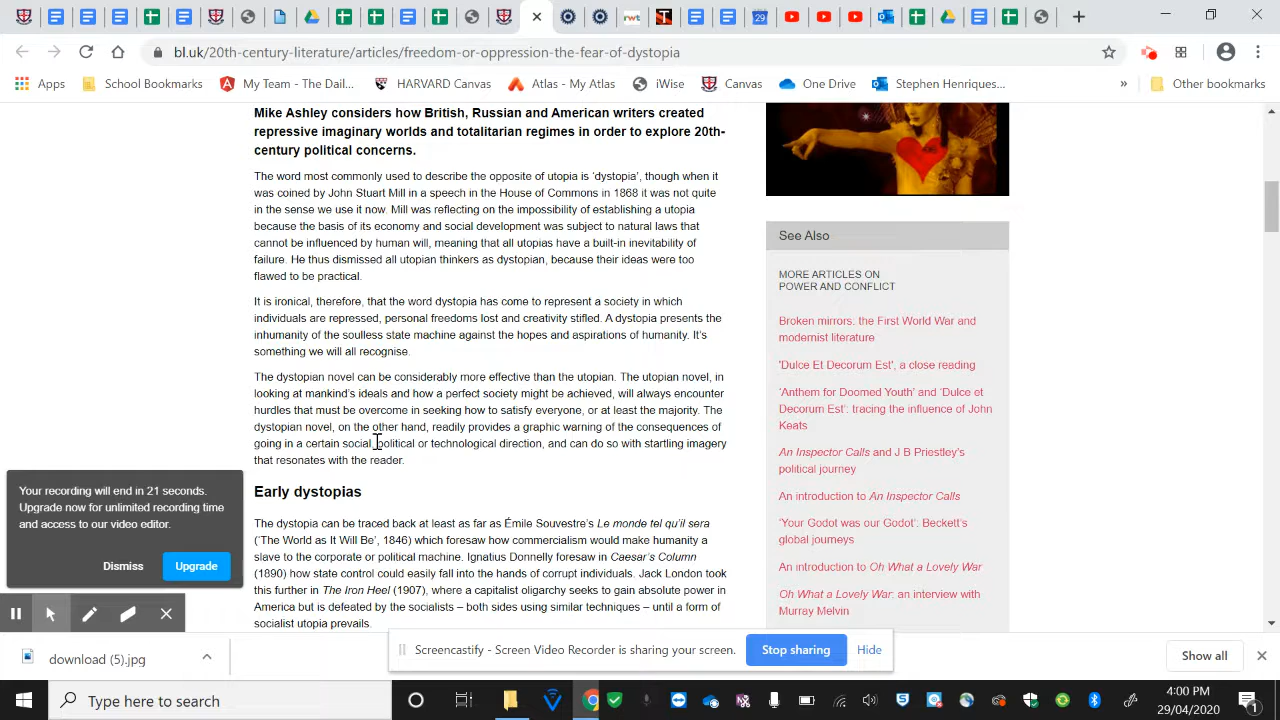 bl.uk/20th-century-literature/articles/freedom-or-oppression-the-fear-of-dystopia
Apps
School Bookmarks
My Team - The Dail...
HARVARD Canvas
Atlas - My Atlas
iWise
Canvas
One Drive
Stephen Henriques...
»
Other bookmarks
Mike Ashley considers how British, Russian and American writers created
repressive imaginary worlds and totalitarian regimes in order to explore 20th-
century political concerns.
The word most commonly used to describe the opposite of utopia is ‘dystopia’, though when it
was coined by John Stuart Mill in a speech in the House of Commons in 1868 it was not quite
in the sense we use it now. Mill was reflecting on the impossibility of establishing a utopia
because the basis of its economy and social development was subject to natural laws that
cannot be influenced by human will, meaning that all utopias have a built-in inevitability of
failure. He thus dismissed all utopian thinkers as dystopian, because their ideas were too
flawed to be practical.
It is ironical, therefore, that the word dystopia has come to represent a society in which
individuals are repressed, personal freedoms lost and creativity stifled. A dystopia presents the
inhumanity of the soulless state machine against the hopes and aspirations of humanity. It’s
something we will all recognise.
The dystopian novel can be considerably more effective than the utopian. The utopian novel, in
looking at mankind’s ideals and how a perfect society might be achieved, will always encounter
hurdles that must be overcome in seeking how to satisfy everyone, or at least the majority. The
dystopian novel, on the other hand, readily provides a graphic warning of the consequences of
going in a certain social political or technological direction, and can do so with startling imagery
that resonates with the reader.
Early dystopias
The dystopia can be traced back at least as far as Émile Souvestre’s Le monde tel qu’il sera
(‘The World as It Will Be’, 1846) which foresaw how commercialism would make humanity a
slave to the corporate or political machine. Ignatius Donnelly foresaw in Caesar’s Column
(1890) how state control could easily fall into the hands of corrupt individuals. Jack London took
this further in The Iron Heel (1907), where a capitalist oligarchy seeks to gain absolute power in
America but is defeated by the socialists – both sides using similar techniques – until a form of
socialist utopia prevails.
See Also
MORE ARTICLES ON
POWER AND CONFLICT
Broken mirrors: the First World War and
modernist literature
'Dulce Et Decorum Est', a close reading
‘Anthem for Doomed Youth’ and ‘Dulce et
Decorum Est’: tracing the influence of John
Keats
An Inspector Calls and J B Priestley’s
political journey
An introduction to An Inspector Calls
‘Your Godot was our Godot’: Beckett’s
global journeys
An introduction to Oh What a Lovely War
Oh What a Lovely War: an interview with
Murray Melvin
Your recording will end in 21 seconds.
Upgrade now for unlimited recording time
and access to our video editor.
Dismiss
Upgrade
Screencastify - Screen Video Recorder is sharing your screen.
Stop sharing
Hide
download (5).jpg
Show all
Type here to search
4:00 PM
29/04/2020